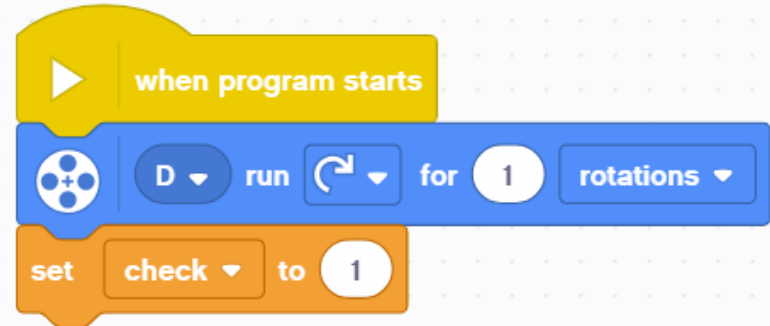 when program starts
D run for 1 rotations
set check to 1